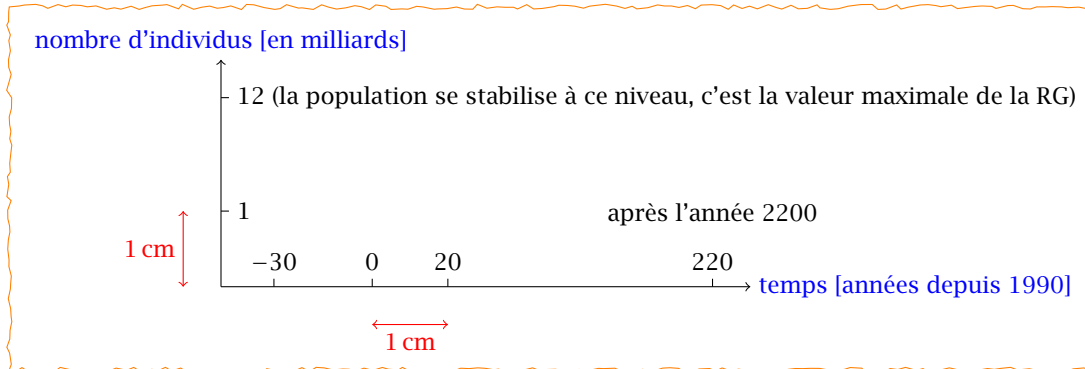 nombre d'individus [en milliards]
12 (la population se stabilise à ce niveau, c'est la valeur maximale de la RG)
1
après l'année 2200
1 cm
−30
0
20
220
temps [années depuis 1990]
1 cm